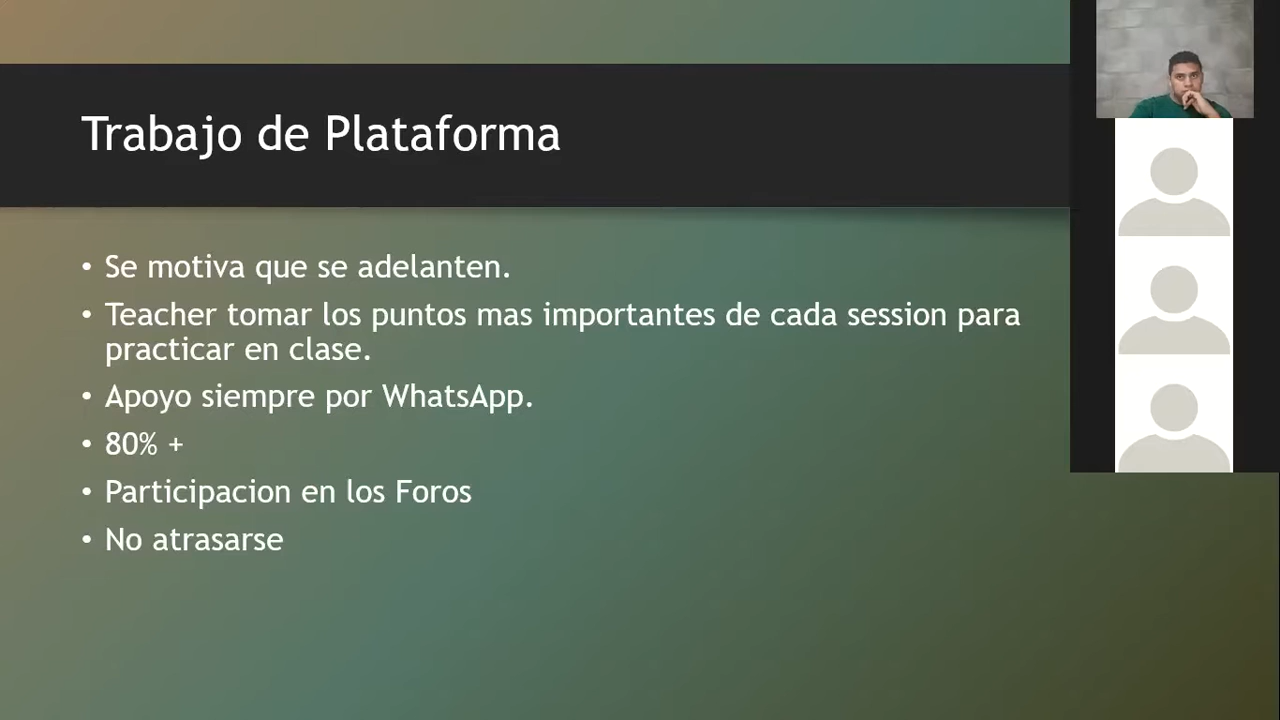 Trabajo de Plataforma
• Se motiva que se adelanten.
• Teacher tomar los puntos mas importantes de cada session para
practicar en clase.
• Apoyo siempre por WhatsApp.
• 80% +
• Participacion en los Foros
• No atrasarse